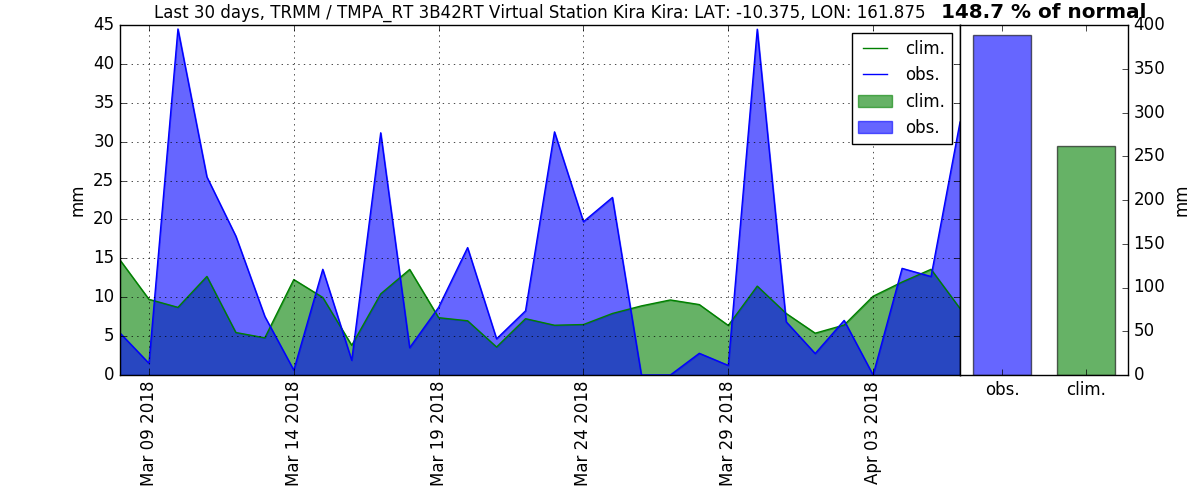 Last 30 days, TRMM / TMPA_RT 3B42RT Virtual Station Kira Kira: LAT: -10.375, LON: 161.875
148.7 % of normal
45
40
35
30
25
20
15
10
5
0
mm
clim.
obs.
clim.
obs.
400
350
300
250
200
150
100
50
0
mm
obs.
clim.
Mar 09 2018
Mar 14 2018
Mar 19 2018
Mar 24 2018
Mar 29 2018
Apr 03 2018